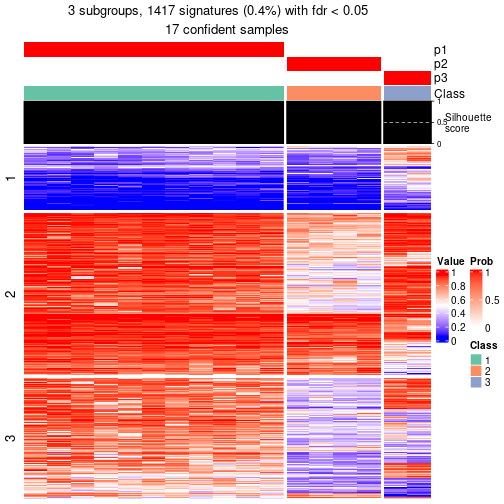 3 subgroups, 1417 signatures (0.4%) with fdr < 0.05
17 confident samples
p1
p2
p3
Class
1
0.5
0
Silhouette
score
1
2
3
Value
1
0.8
0.6
0.4
0.2
0
Prob
1
0.5
0
Class
1
2
3